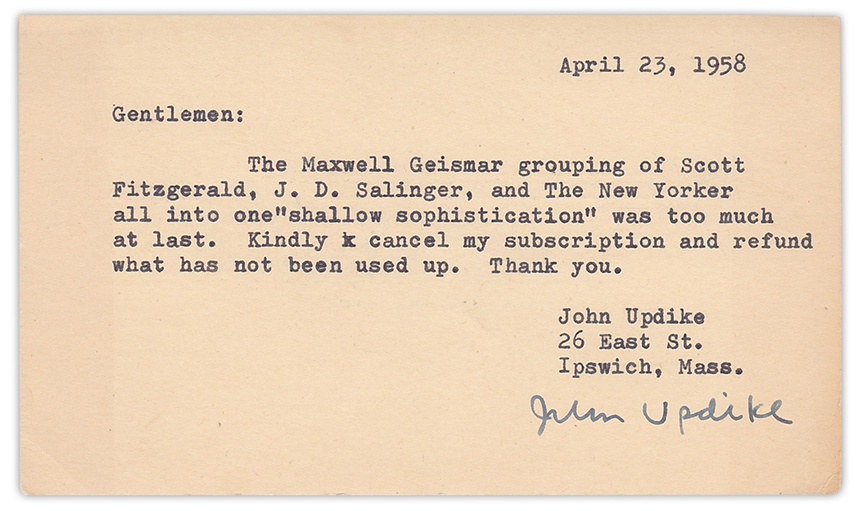 April 23, 1958
Gentlemen:
The Maxwell Geismar grouping of Scott
Fitzgerald, J. D. Salinger, and The New Yorker
all into one"shallow sophistication" was too much
at last. Kindly k cancel my subscription and refund
what has not been used up. Thank you.
John Updike
26 East St.
Ipswich, Mass.
John Updike